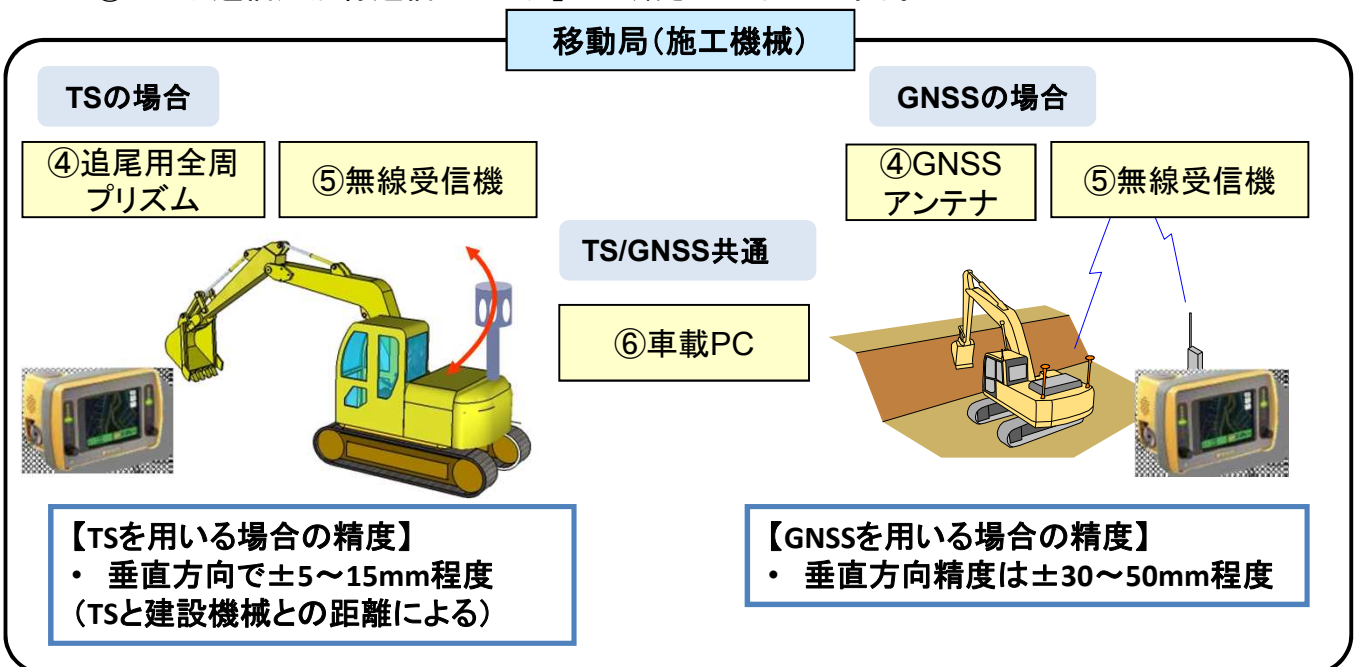 移動局(施工機械)
TSの場合
GNSSの場合
④追尾用全周
プリズム
⑤無線受信機
④GNSS
アンテナ
⑤無線受信機
TS/GNSS共通
⑥車載PC
【TSを用いる場合の精度】
・ 垂直方向で±5～15mm程度
(TSと建設機械との距離による)
【GNSSを用いる場合の精度】
・ 垂直方向精度は±30～50mm程度